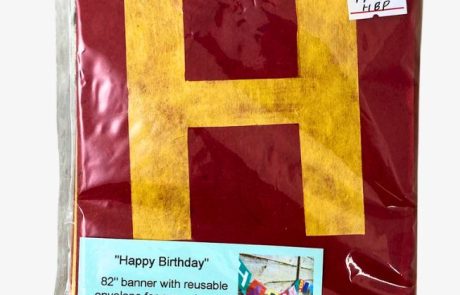 HBP
H
"Happy Birthday"
82" banner with reusable